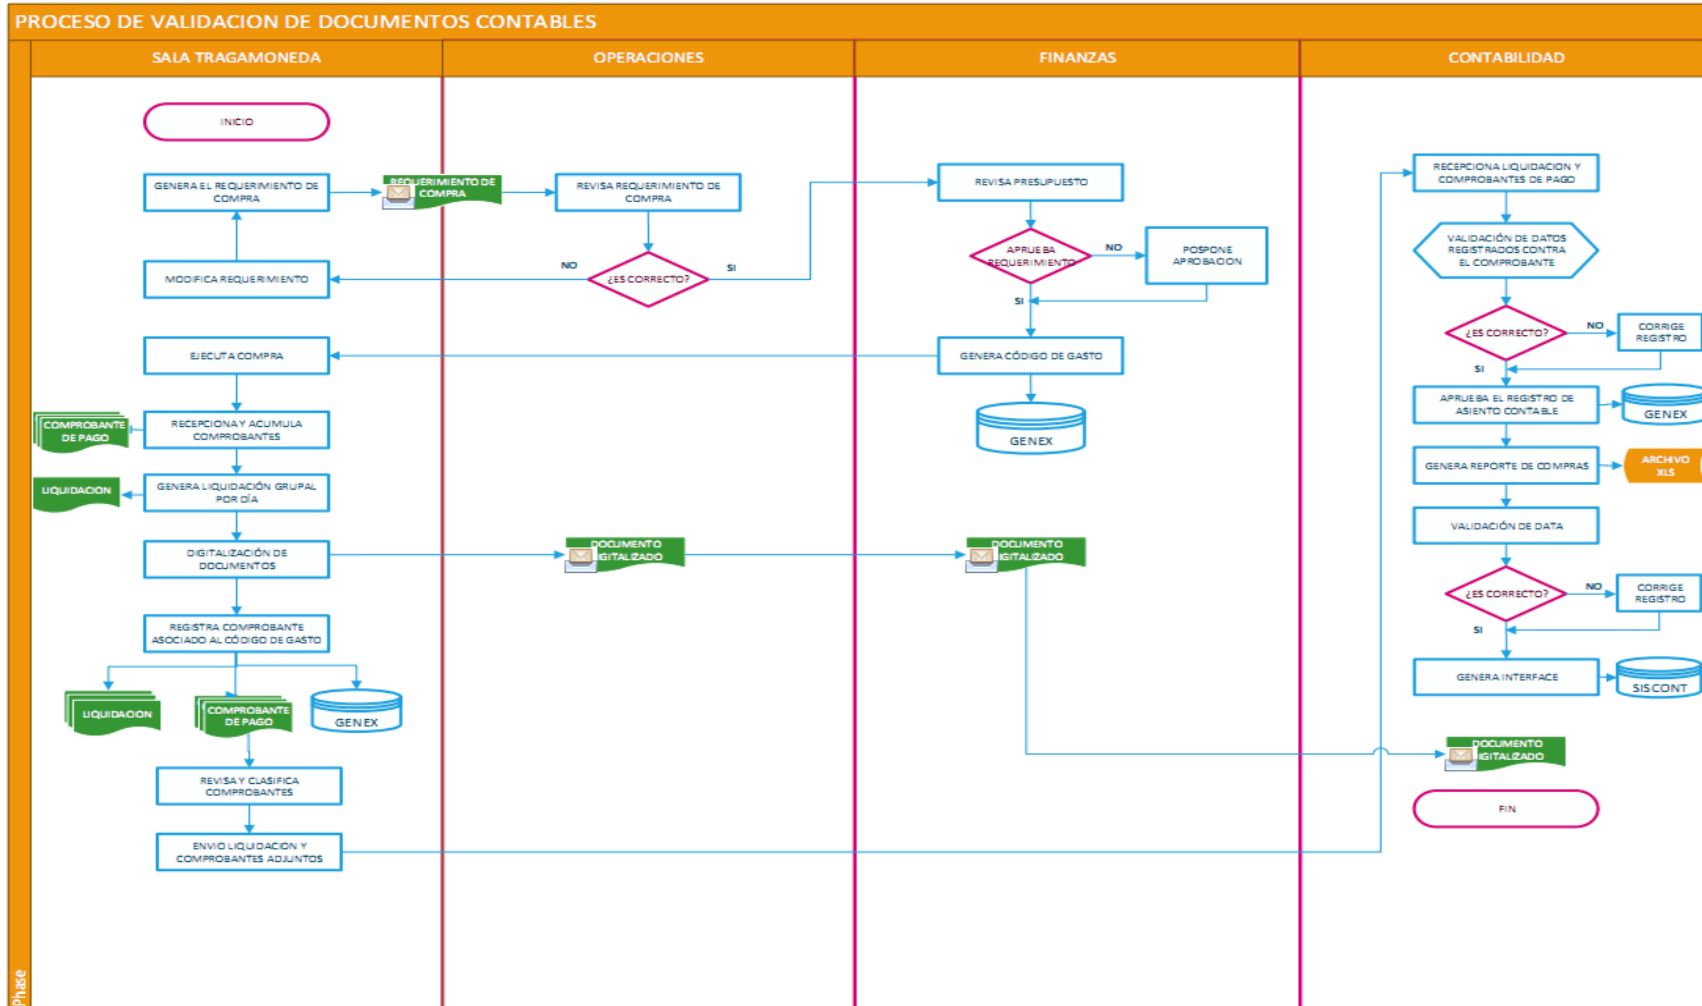 PROCESO DE VALIDACION DE DOCUMENTOS CONTABLES
SALA TRAGAMONEDA
OPERACIONES
FINANZAS
CONTABILIDAD
INICIO
GENERA EL REQUERIMIENTO DE
COMPRA
REQUERIMIENTO DE
COMPRA
REVISA REQUERIMIENTO DE
COMPRA
MODIFICA REQUERIMIENTO
NO
¿ES CORRECTO?
SI
REVISA PRESUPUESTO
APRUEBA
REQUERIMIENTO
NO
POSPONE
APROBACION
SI
GENERA CÓDIGO DE GASTO
GENEX
EJECUTA COMPRA
RECEPCIONA Y ACUMULA
COMPROBANTES
COMPROBANTE
DE PAGO
GENERA LIQUIDACIÓN GRUPAL
POR DÍA
LIQUIDACION
DIGITALIZACIÓN DE
DOCUMENTOS
DOCUMENTO
IGITALIZADO
DOCUMENTO
IGITALIZADO
REGISTRA COMPROBANTE
ASOCIADO AL CÓDIGO DE GASTO
LIQUIDACION
COMPROBANTE
DE PAGO
GENEX
REVISA Y CLASIFICA
COMPROBANTES
ENVIO LIQUIDACION Y
COMPROBANTES ADJUNTOS
RECEPCIONA LIQUIDACION Y
COMPROBANTES DE PAGO
VALIDACIÓN DE DATOS
REGISTRADOS CONTRA
EL COMPROBANTE
¿ES CORRECTO?
NO
CORRIGE
REGISTRO
SI
APRUEBA EL REGISTRO DE
ASIENTO CONTABLE
GENEX
GENERA REPORTE DE COMPRAS
ARCHIVO
XLS
VALIDACIÓN DE DATA
¿ES CORRECTO?
NO
CORRIGE
REGISTRO
SI
GENERA INTERFACE
SISCONT
DOCUMENTO
IGITALIZADO
FIN
Phase